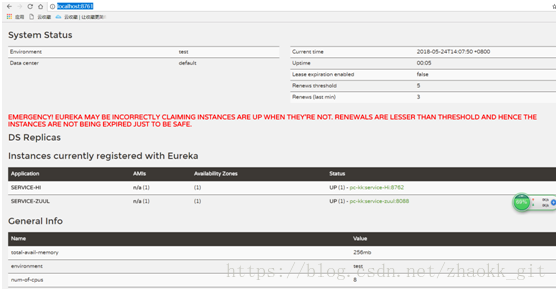 localhost:8761
应用 云收藏 云收藏 | 让收藏更美!
System Status
Environment test
Data center default
Current time 2018-05-24T14:07:50 +0800
Uptime 00:05
Lease expiration enabled false
Renews threshold 5
Renews (last min) 3
EMERGENCY! EUREKA MAY BE INCORRECTLY CLAIMING INSTANCES ARE UP WHEN THEY'RE NOT. RENEWALS ARE LESSER THAN THRESHOLD AND HENCE THE
INSTANCES ARE NOT BEING EXPIRED JUST TO BE SAFE.
DS Replicas
Instances currently registered with Eureka
Application AMIs Availability Zones Status
SERVICE-HI n/a (1) (1) UP (1) - pc-kk:service-HI:8762
SERVICE-ZUUL n/a (1) (1) UP (1) - pc-kk:service-zuul:8088
General Info
Name Value
total-avail-memory 256mb
environment test
num-of-cpus 8
https://blog.csdn.net/zhaokk_git